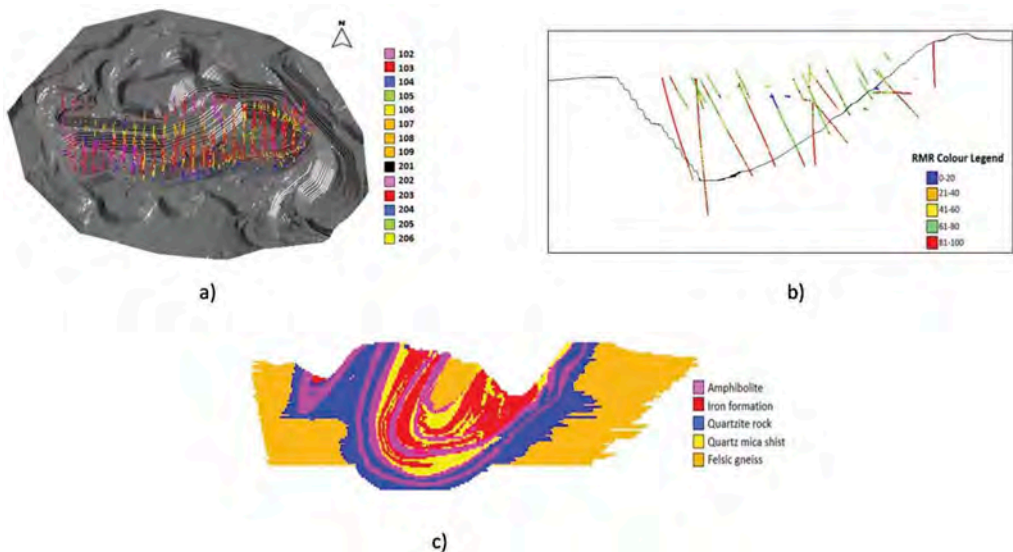 N
102
103
104
105
106
107
108
109
201
202
203
204
205
206
a)
RMR Colour Legend
0-20
21-40
41-60
61-80
81-100
b)
Amphibolite
Iron formation
Quartzite rock
Quartz mica shist
Felsic gneiss
c)